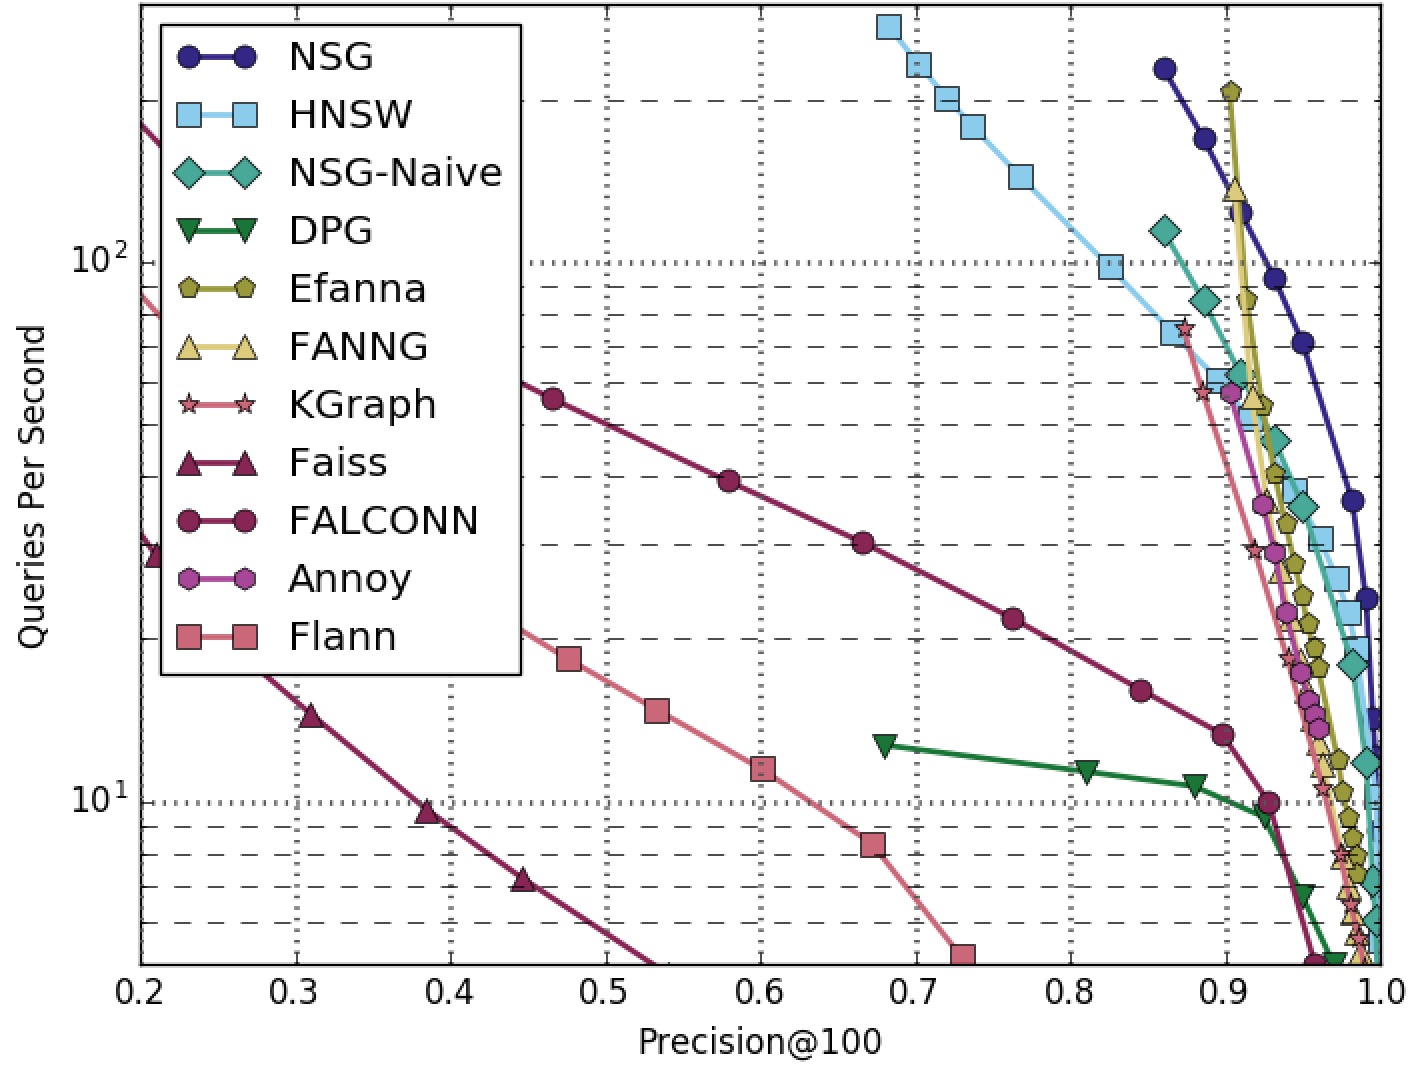 NSG
HNSW
NSG-Naive
DPG
Efanna
FANNG
KGraph
Faiss
FALCONN
Annoy
Flann
Queries Per Second
10²
10¹
0.2 0.3 0.4 0.5 0.6 0.7 0.8 0.9 1.0
Precision@100